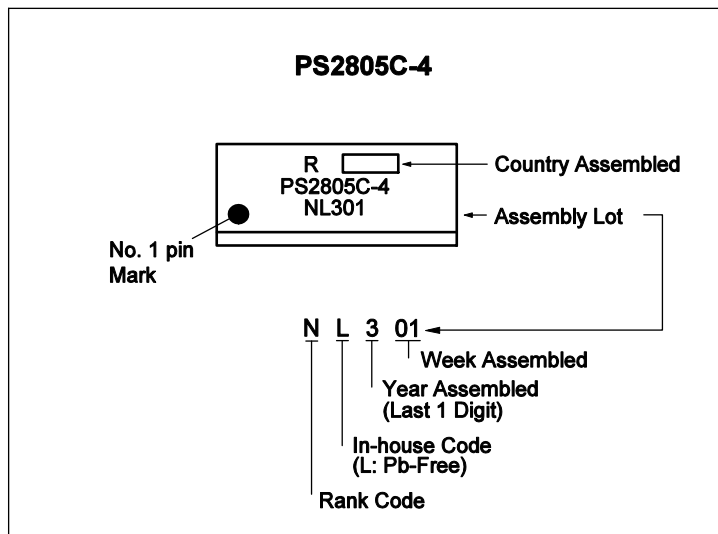 PS2805C-4
R
Country Assembled
PS2805C-4
NL301
Assembly Lot
No. 1 pin
Mark
N L 3 01
Week Assembled
Year Assembled
(Last 1 Digit)
In-house Code
(L: Pb-Free)
Rank Code